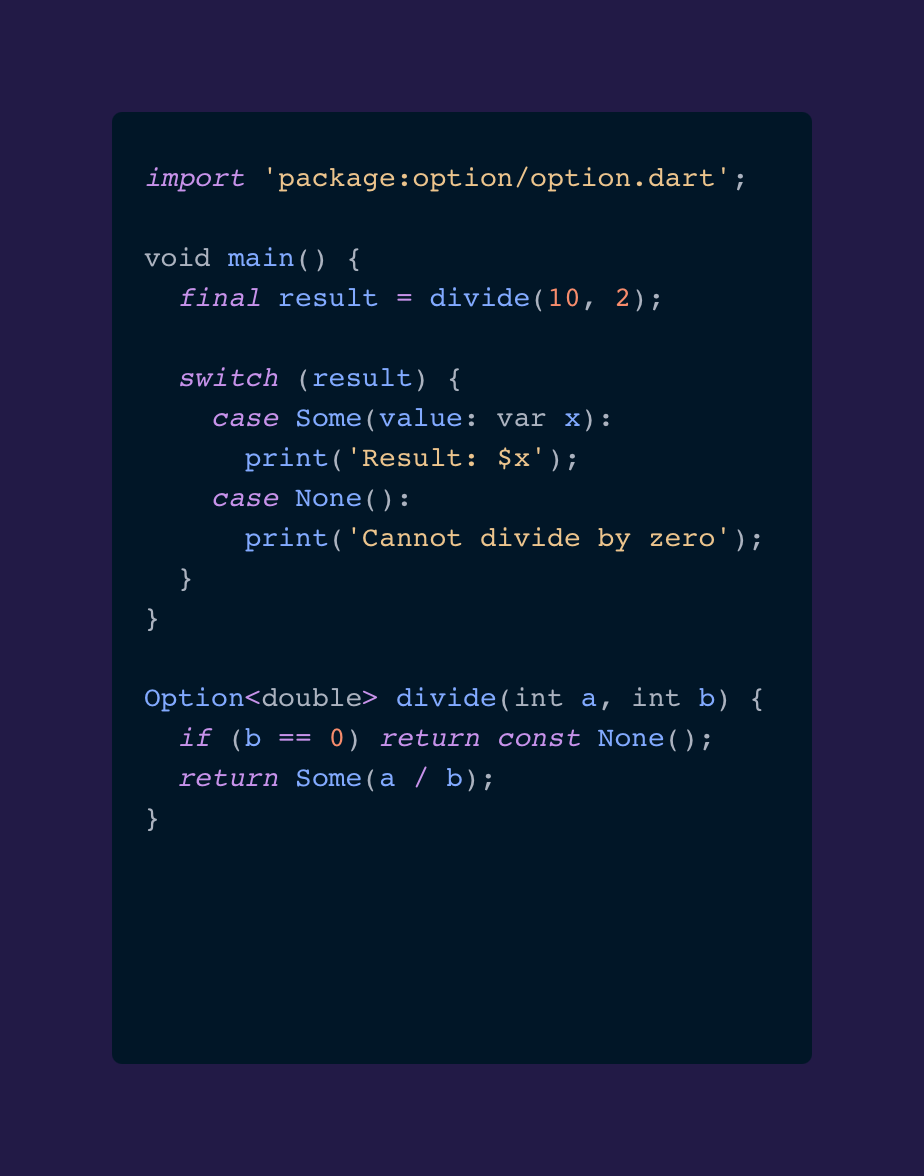 import 'package:option/option.dart';

void main() {
  final result = divide(10, 2);

  switch (result) {
    case Some(value: var x):
      print('Result: $x');
    case None():
      print('Cannot divide by zero');
  }
}

Option<double> divide(int a, int b) {
  if (b == 0) return const None();
  return Some(a / b);
}